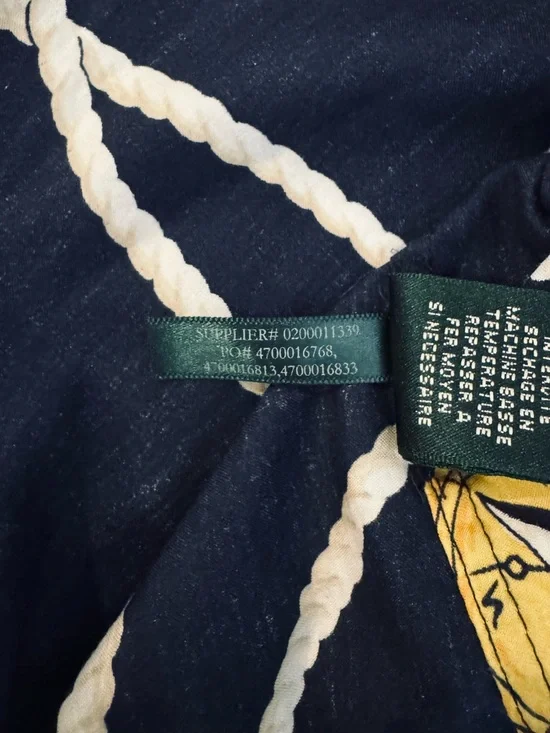 SUPPLIER# 0200011339
PO# 4700016768,
4700016813,4700016833
SECHAGE EN
MACHINE BASSE
TEMPERATURE
REPASSER A
FER MOYEN
SI NECESSAIRE